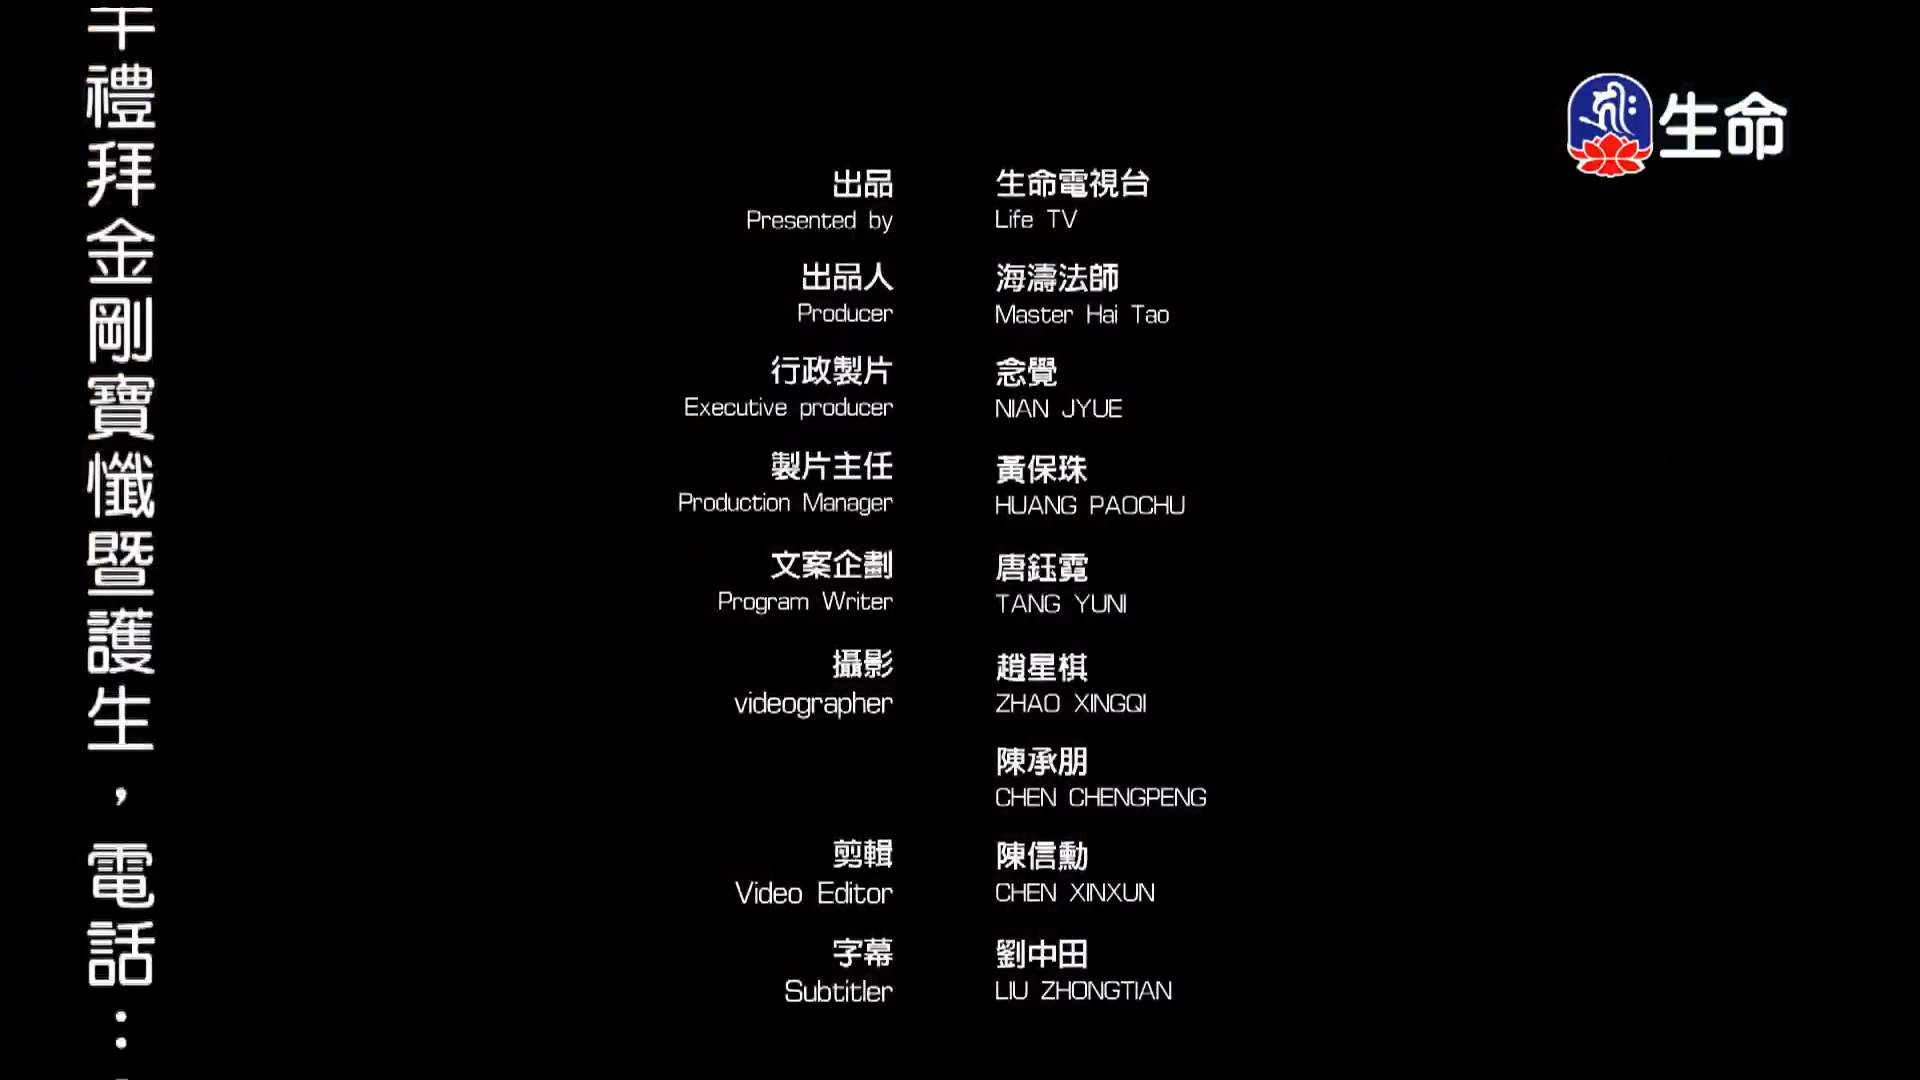 禮拜金剛寶懺暨護生，電話：
生命
出品 生命電視台
Presented by Life TV
出品人 海濤法師
Producer Master Hai Tao
行政製片 念覺
Executive producer NIAN JYUE
製片主任 黃保珠
Production Manager HUANG PAOCHU
文案企劃 唐鈺霓
Program Writer TANG YUNI
攝影 趙星棋
videographer ZHAO XINGQI
陳承朋
CHEN CHENGPENG
剪輯 陳信勳
Video Editor CHEN XINXUN
字幕 劉中田
Subtitler LIU ZHONGTIAN